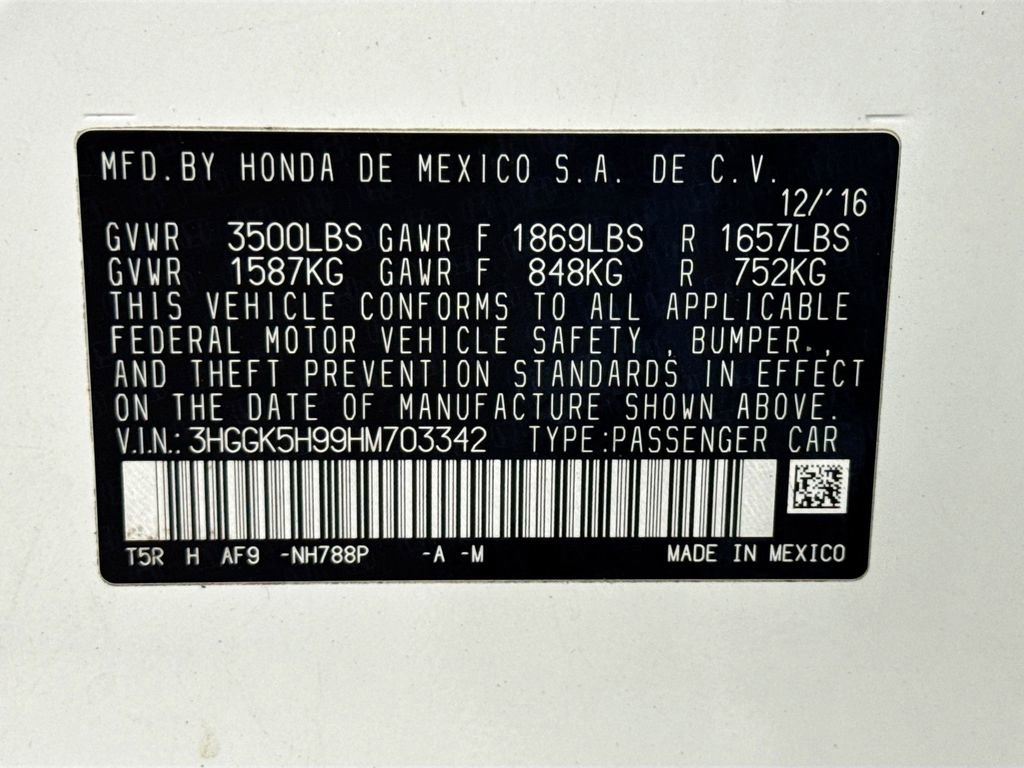 MFD.BY HONDA DE MEXICO S.A. DE C.V.
12/'16
GVWR 3500LBS GAWR F 1869LBS R 1657LBS
GVWR 1587KG GAWR F 848KG R 752KG
THIS VEHICLE CONFORMS TO ALL APPLICABLE
FEDERAL MOTOR VEHICLE SAFETY , BUMPER ,
AND THEFT PREVENTION STANDARDS IN EFFECT
ON THE DATE OF MANUFACTURE SHOWN ABOVE.
V.I.N.: 3HGGK5H99HM703342 TYPE:PASSENGER CAR
T5R H AF9 -NH788P -A -M MADE IN MEXICO